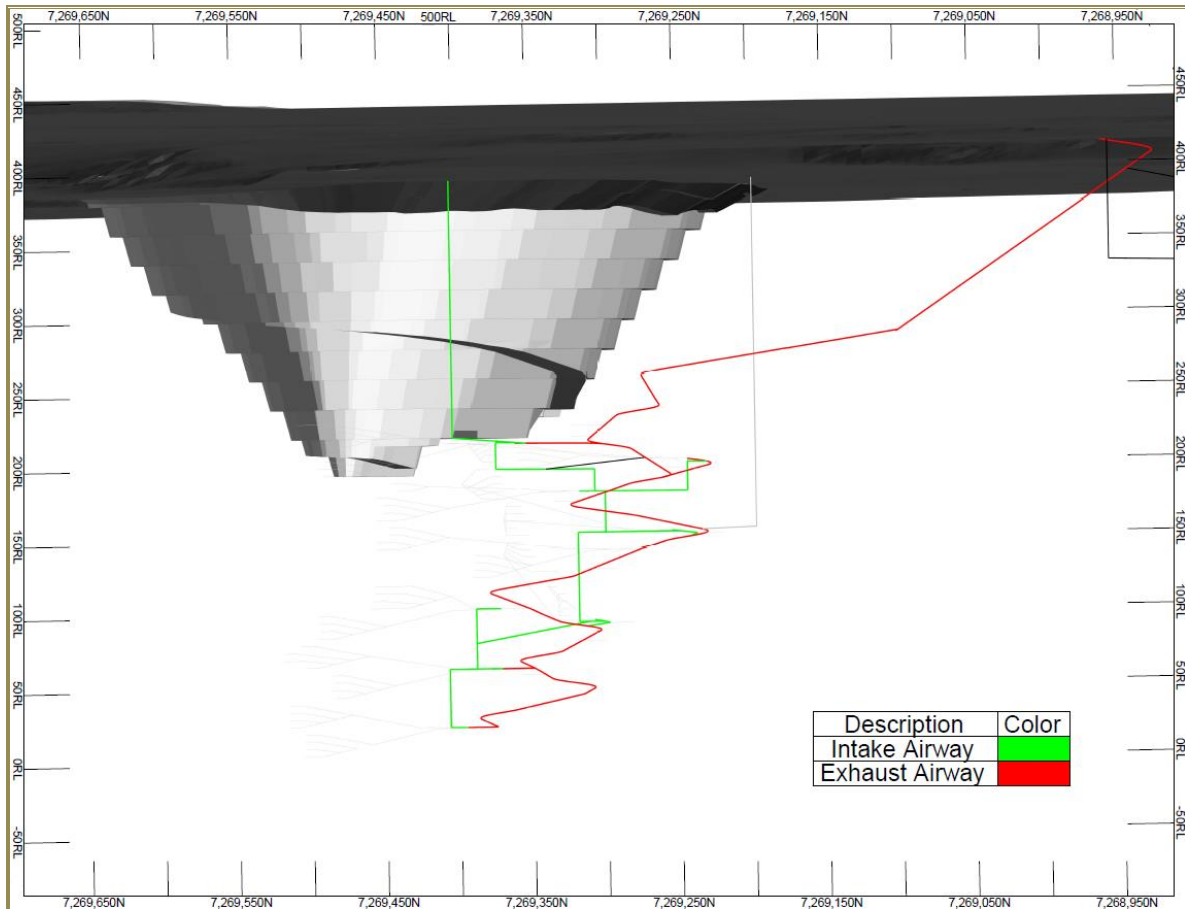 7,269,650N 7,269,550N 7,269,450N 500RL 7,269,350N 7,269,250N 7,269,150N 7,269,050N 7,268,950N
500RL
450RL
400RL
350RL
300RL
250RL
200RL
150RL
100RL
50RL
0RL
-50RL
450RL
400RL
350RL
300RL
250RL
200RL
150RL
100RL
50RL
0RL
-50RL
Description Color
Intake Airway
Exhaust Airway
7,269,650N 7,269,550N 7,269,450N 7,269,350N 7,269,250N 7,269,150N 7,269,050N 7,268,950N